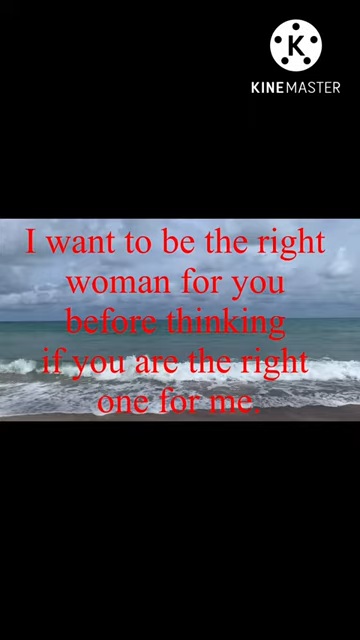 K
KINEMASTER
I want to be the right
woman for you
before thinking
if you are the right
one for me.